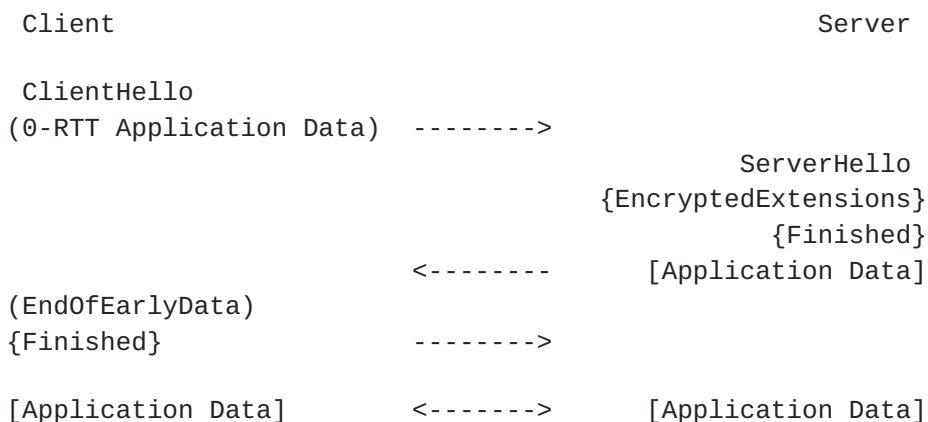 Client                                               Server

 ClientHello
(0-RTT Application Data)  -------->
                                                ServerHello
                                      {EncryptedExtensions}
                                                 {Finished}
                          <--------      [Application Data]
(EndOfEarlyData)
{Finished}                -------->

[Application Data]        <------->      [Application Data]